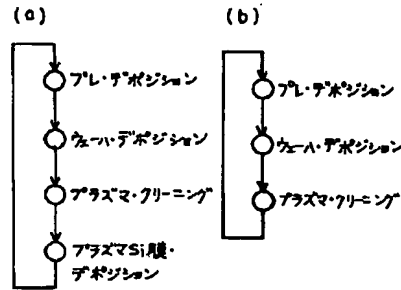 (a)
プレ・デポジション
ウェーハ・デポジション
プラズマ・クリーニング
プラズマSi膜・
デポジション
(b)
プレ・デポジション
ウェーハ・デポジション
プラズマ・クリーニング